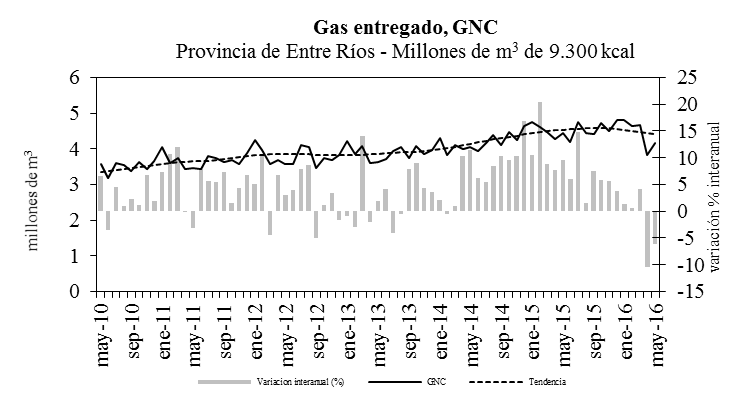 Gas entregado, GNC
Provincia de Entre Ríos - Millones de m³ de 9.300 kcal
millones de m³
6
5
4
3
2
1
0
25
20
15
10
5
0
-5
-10
-15
variación % interanual
may-10
sep-10
ene-11
may-11
sep-11
ene-12
may-12
sep-12
ene-13
may-13
sep-13
ene-14
may-14
sep-14
ene-15
may-15
sep-15
ene-16
may-16
Variacion interanual (%)
GNC
Tendencia